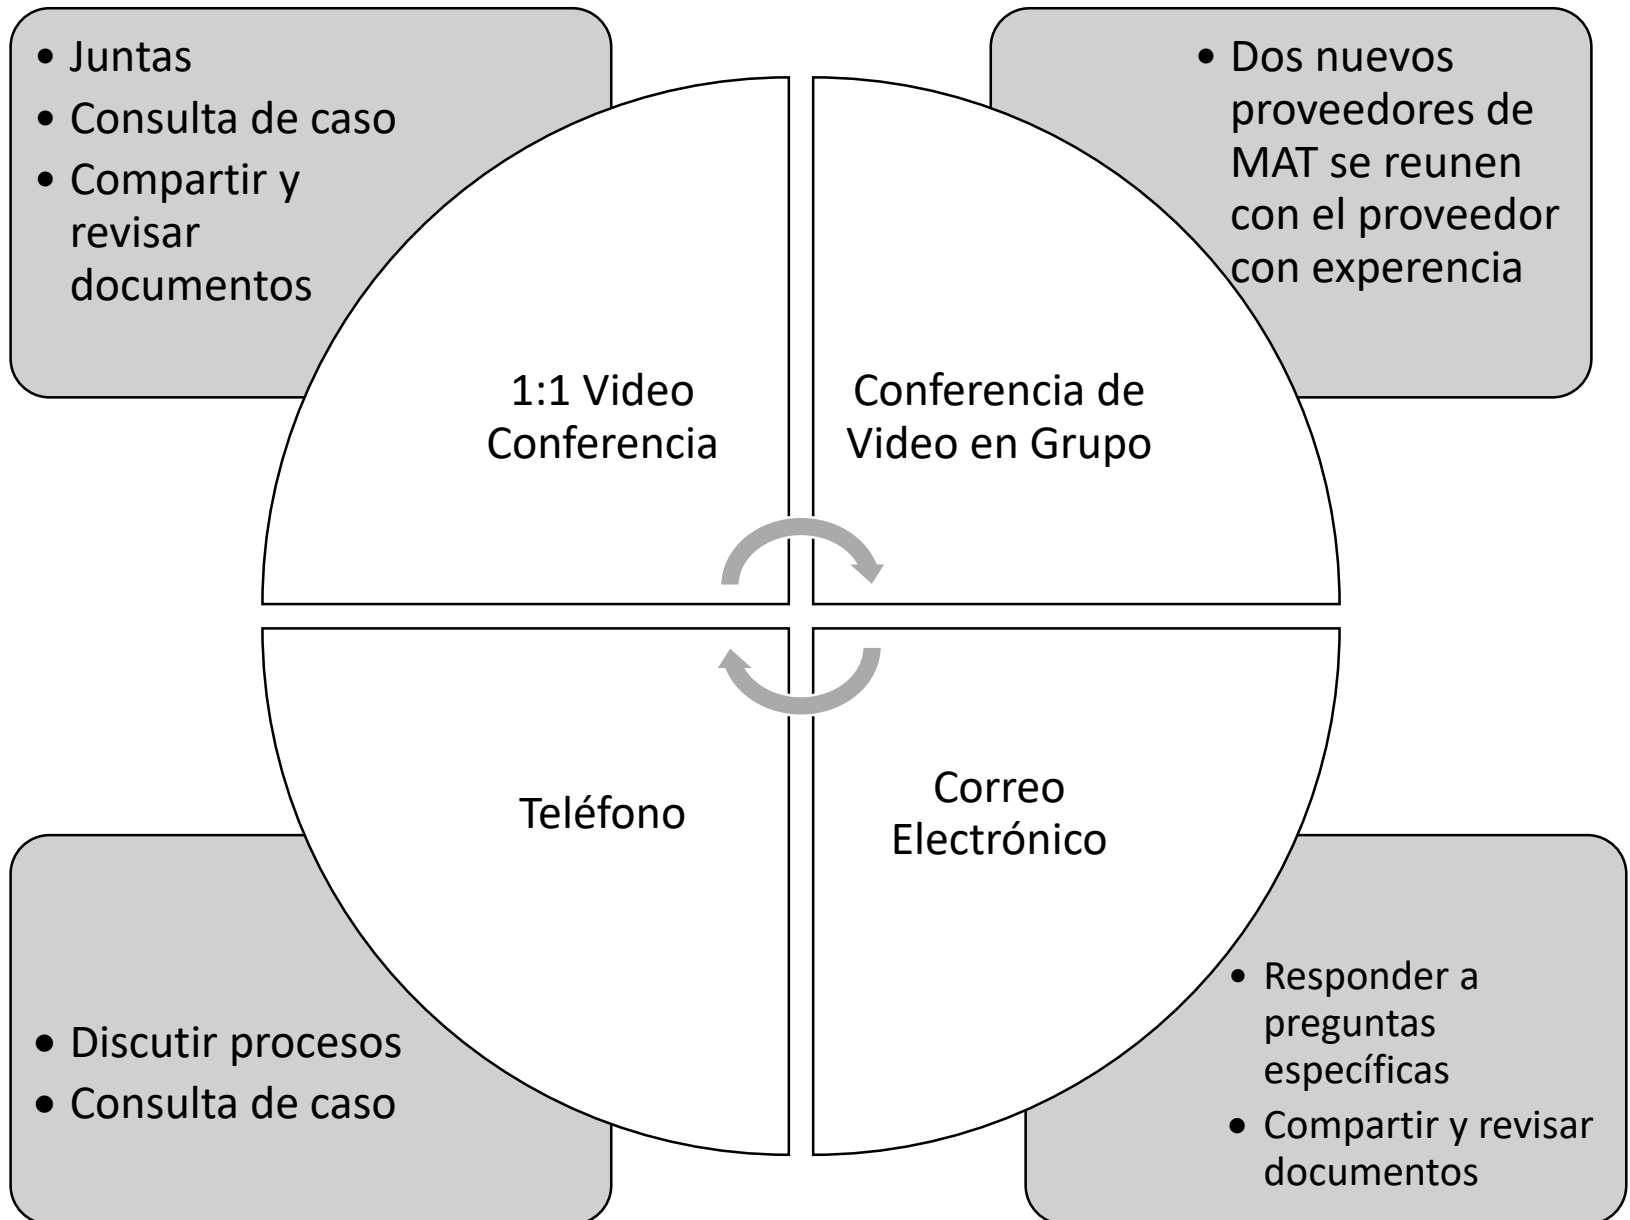 • Juntas
• Consulta de caso
• Compartir y
revisar
documentos
• Dos nuevos
proveedores de
MAT se reunen
con el proveedor
con experencia
1:1 Video
Conferencia
Conferencia de
Video en Grupo
Teléfono
Correo
Electrónico
• Discutir procesos
• Consulta de caso
• Responder a
preguntas
específicas
• Compartir y revisar
documentos